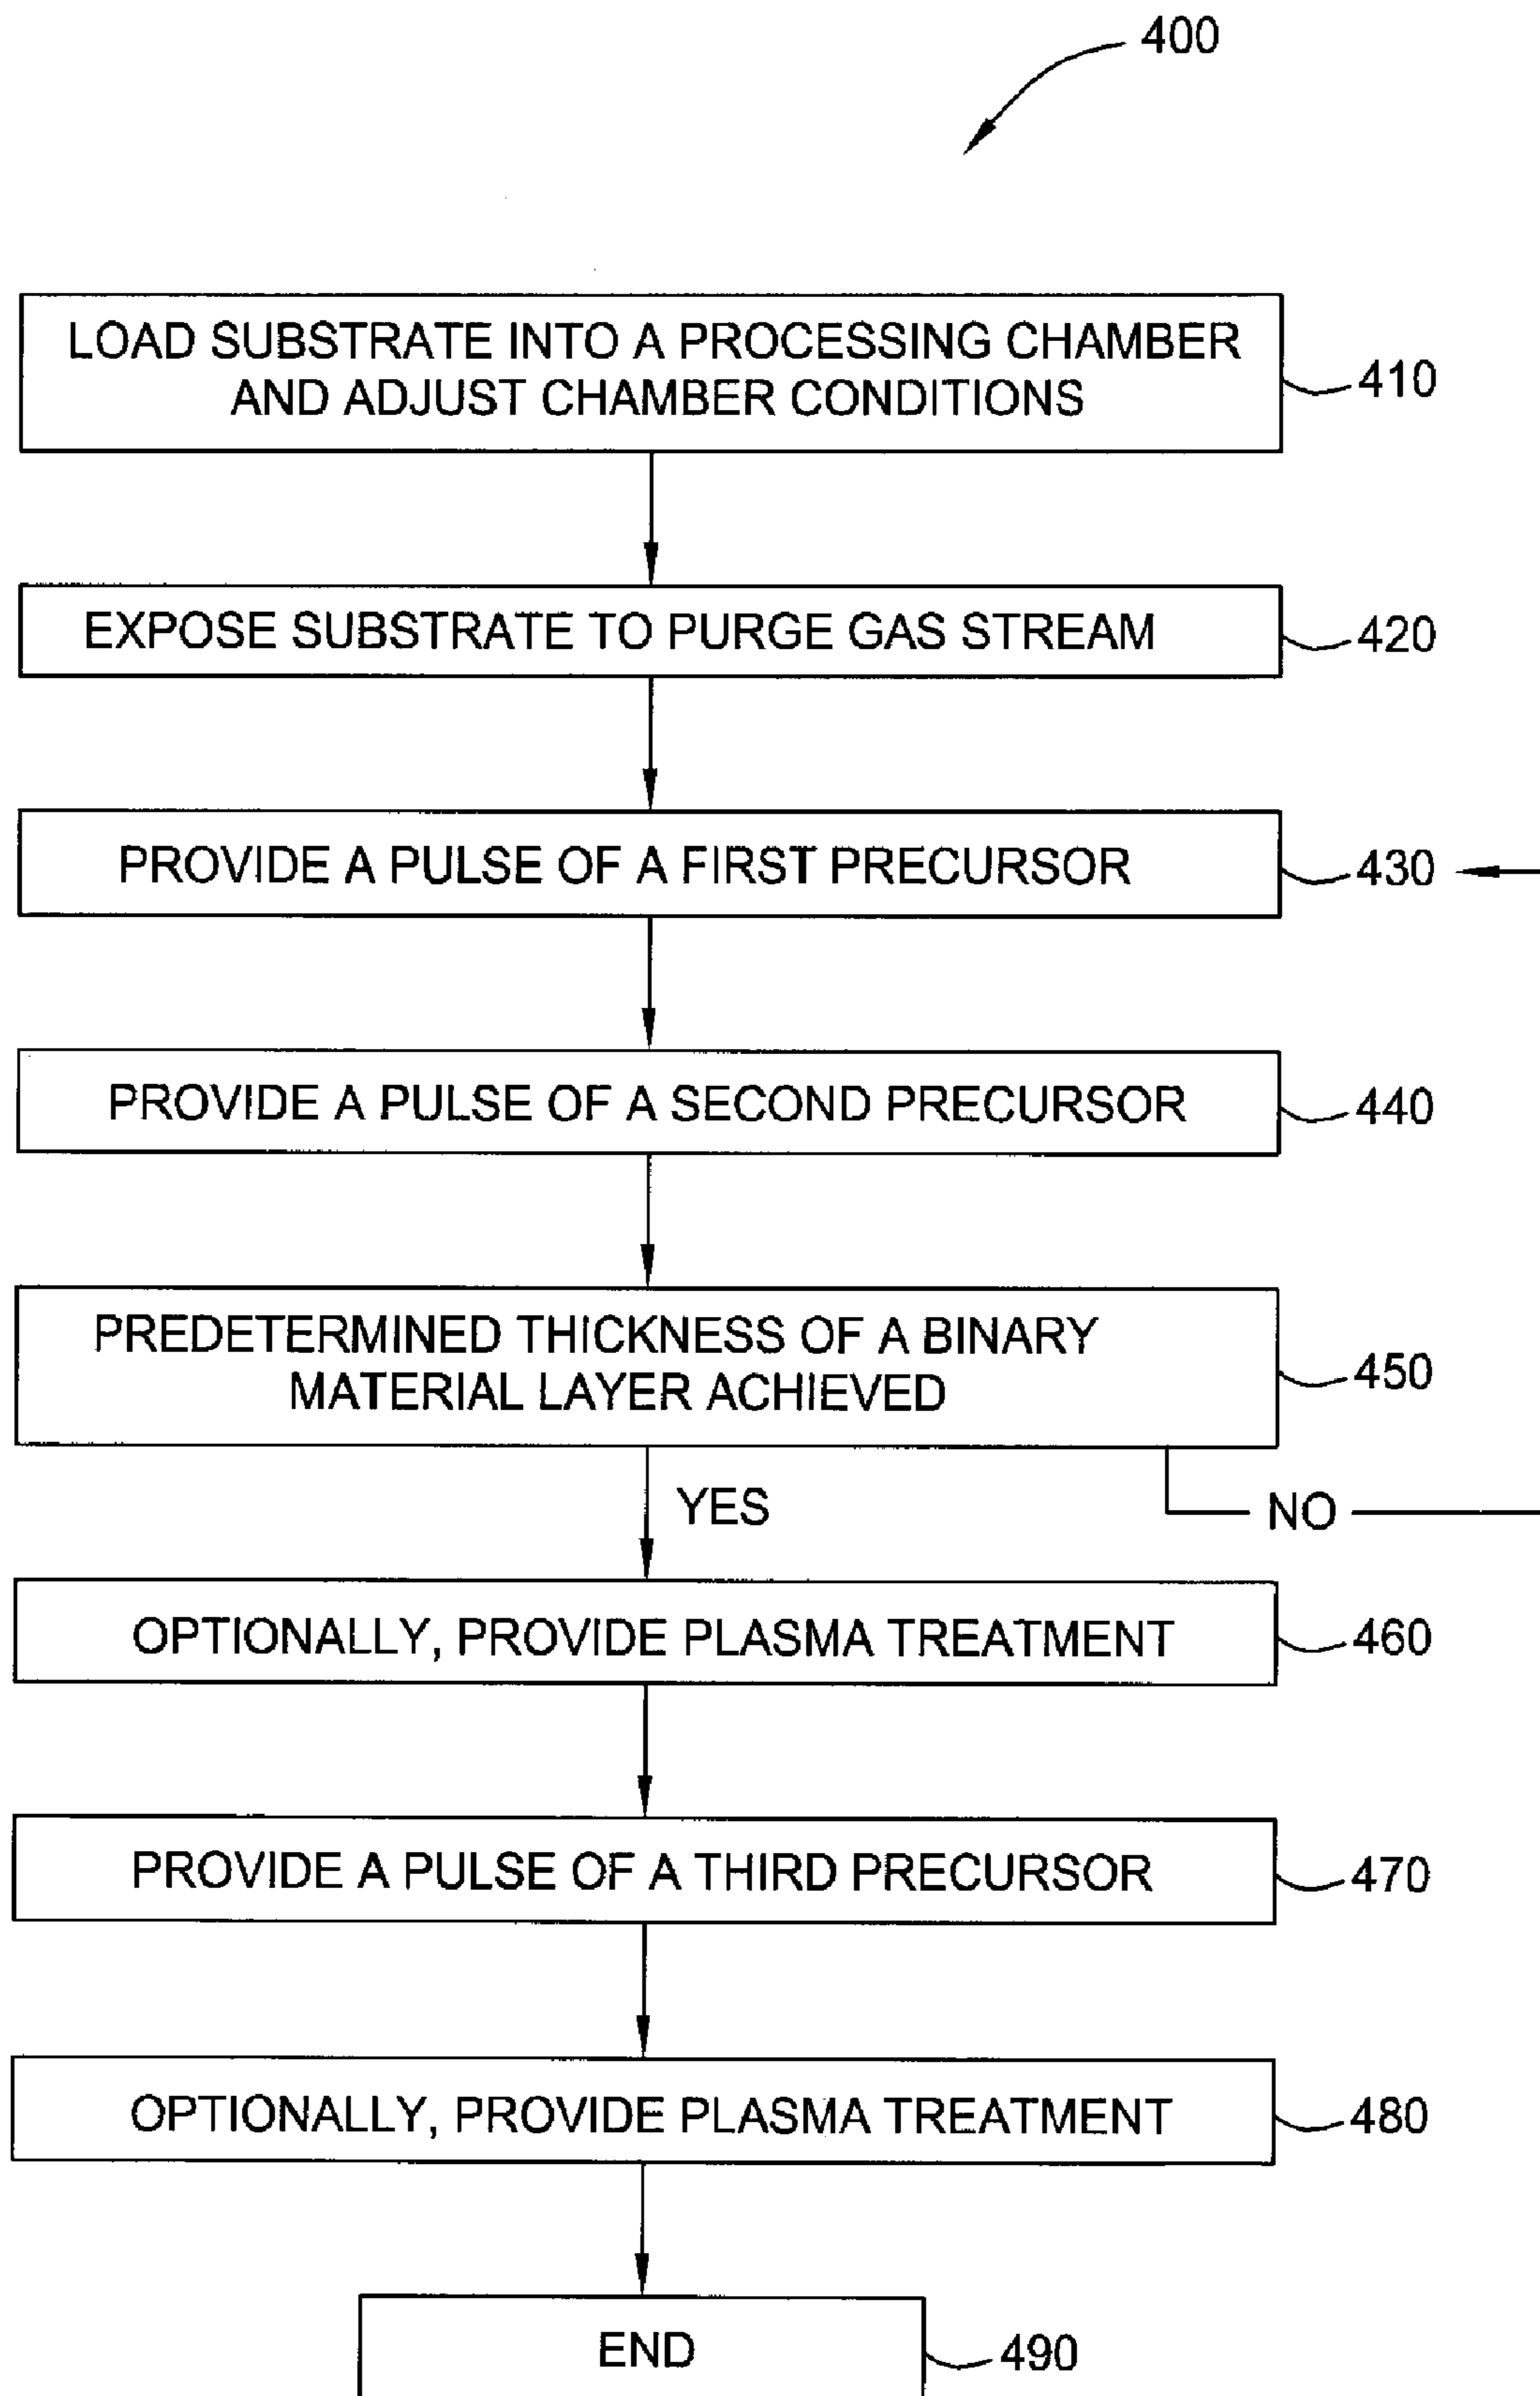 400
LOAD SUBSTRATE INTO A PROCESSING CHAMBER
AND ADJUST CHAMBER CONDITIONS
410
EXPOSE SUBSTRATE TO PURGE GAS STREAM
420
PROVIDE A PULSE OF A FIRST PRECURSOR
430
PROVIDE A PULSE OF A SECOND PRECURSOR
440
PREDETERMINED THICKNESS OF A BINARY
MATERIAL LAYER ACHIEVED
450
YES
NO
OPTIONALLY, PROVIDE PLASMA TREATMENT
460
PROVIDE A PULSE OF A THIRD PRECURSOR
470
OPTIONALLY, PROVIDE PLASMA TREATMENT
480
END
490